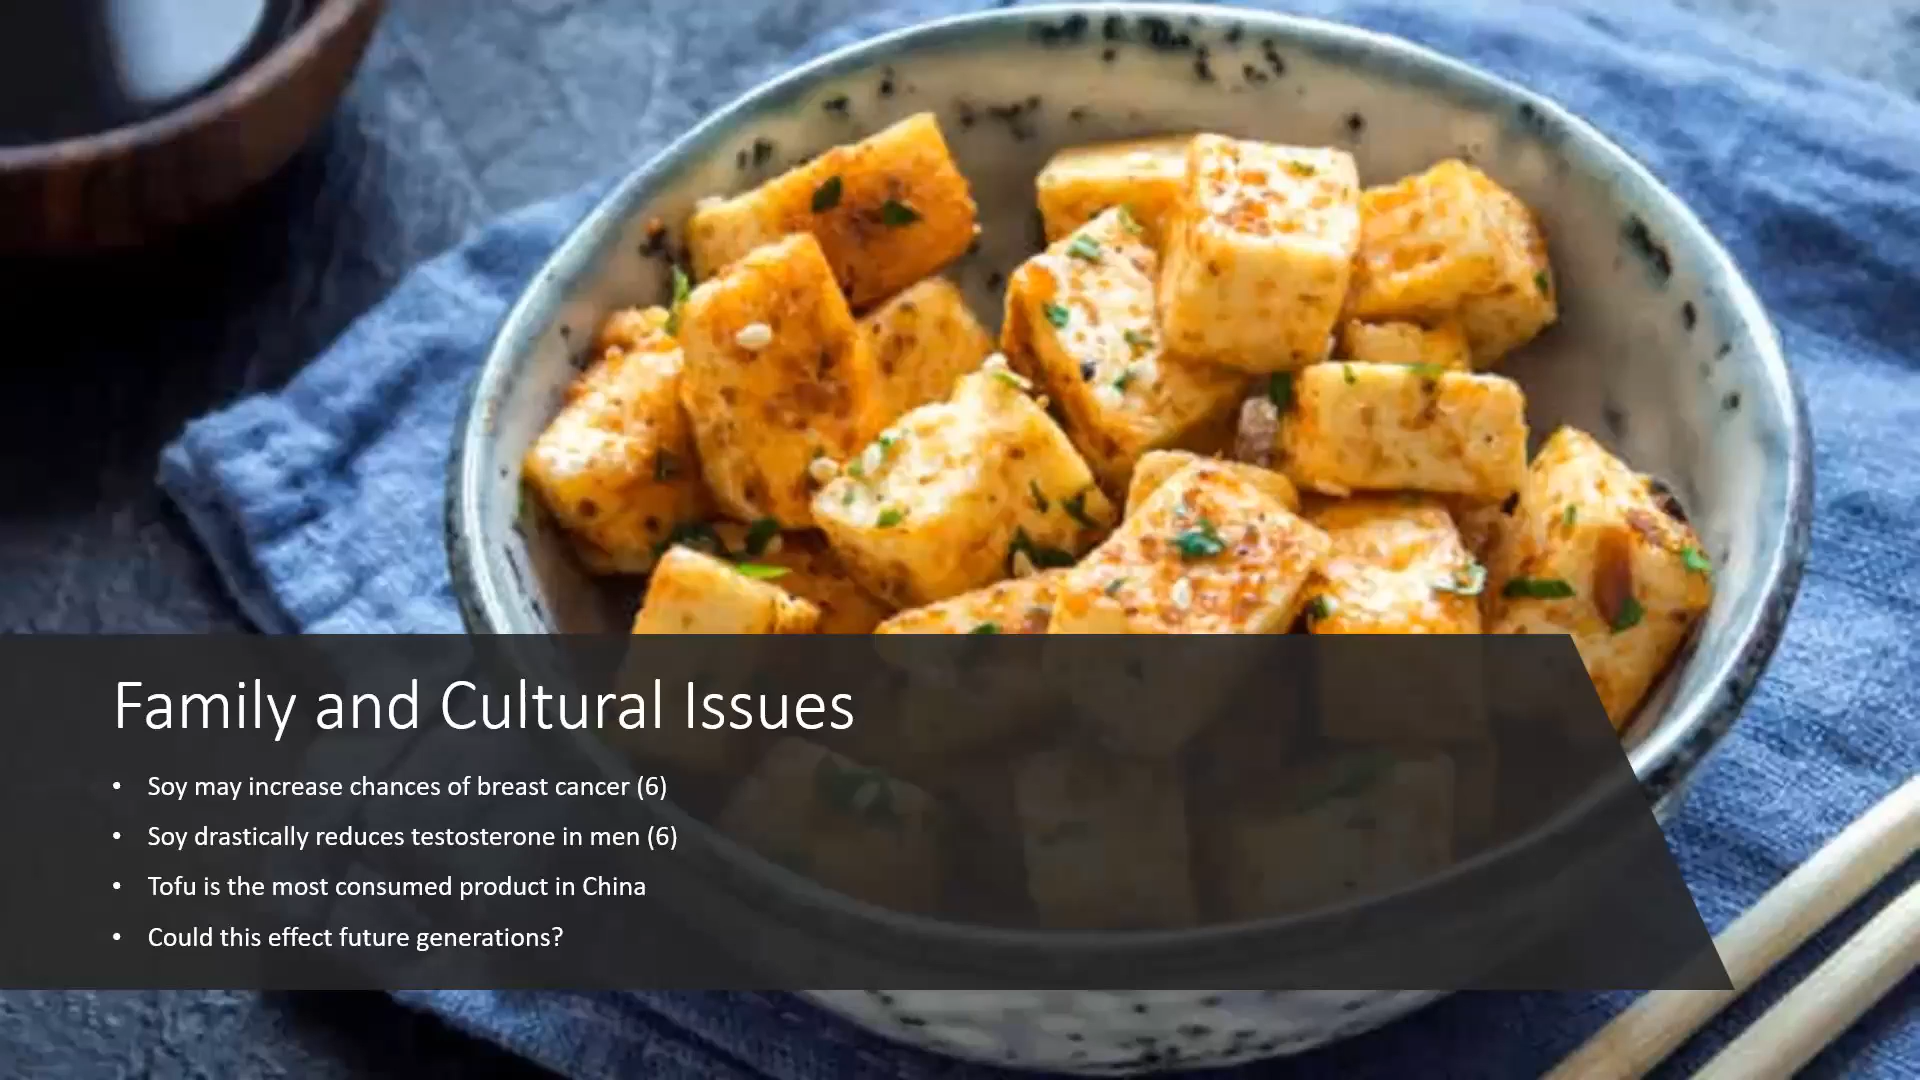 Family and Cultural Issues
• Soy may increase chances of breast cancer (6)
• Soy drastically reduces testosterone in men (6)
• Tofu is the most consumed product in China
• Could this effect future generations?